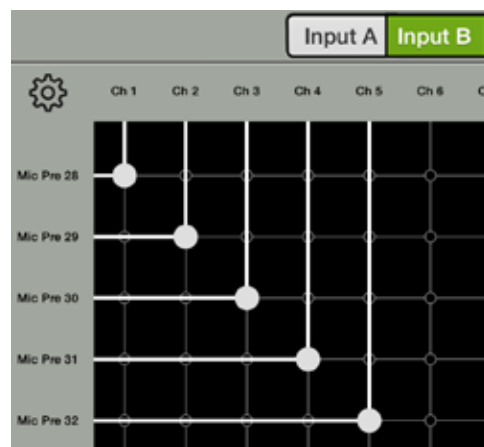 Input A Input B
Ch 1 Ch 2 Ch 3 Ch 4 Ch 5 Ch 6
Mic Pre 28
Mic Pre 29
Mic Pre 30
Mic Pre 31
Mic Pre 32